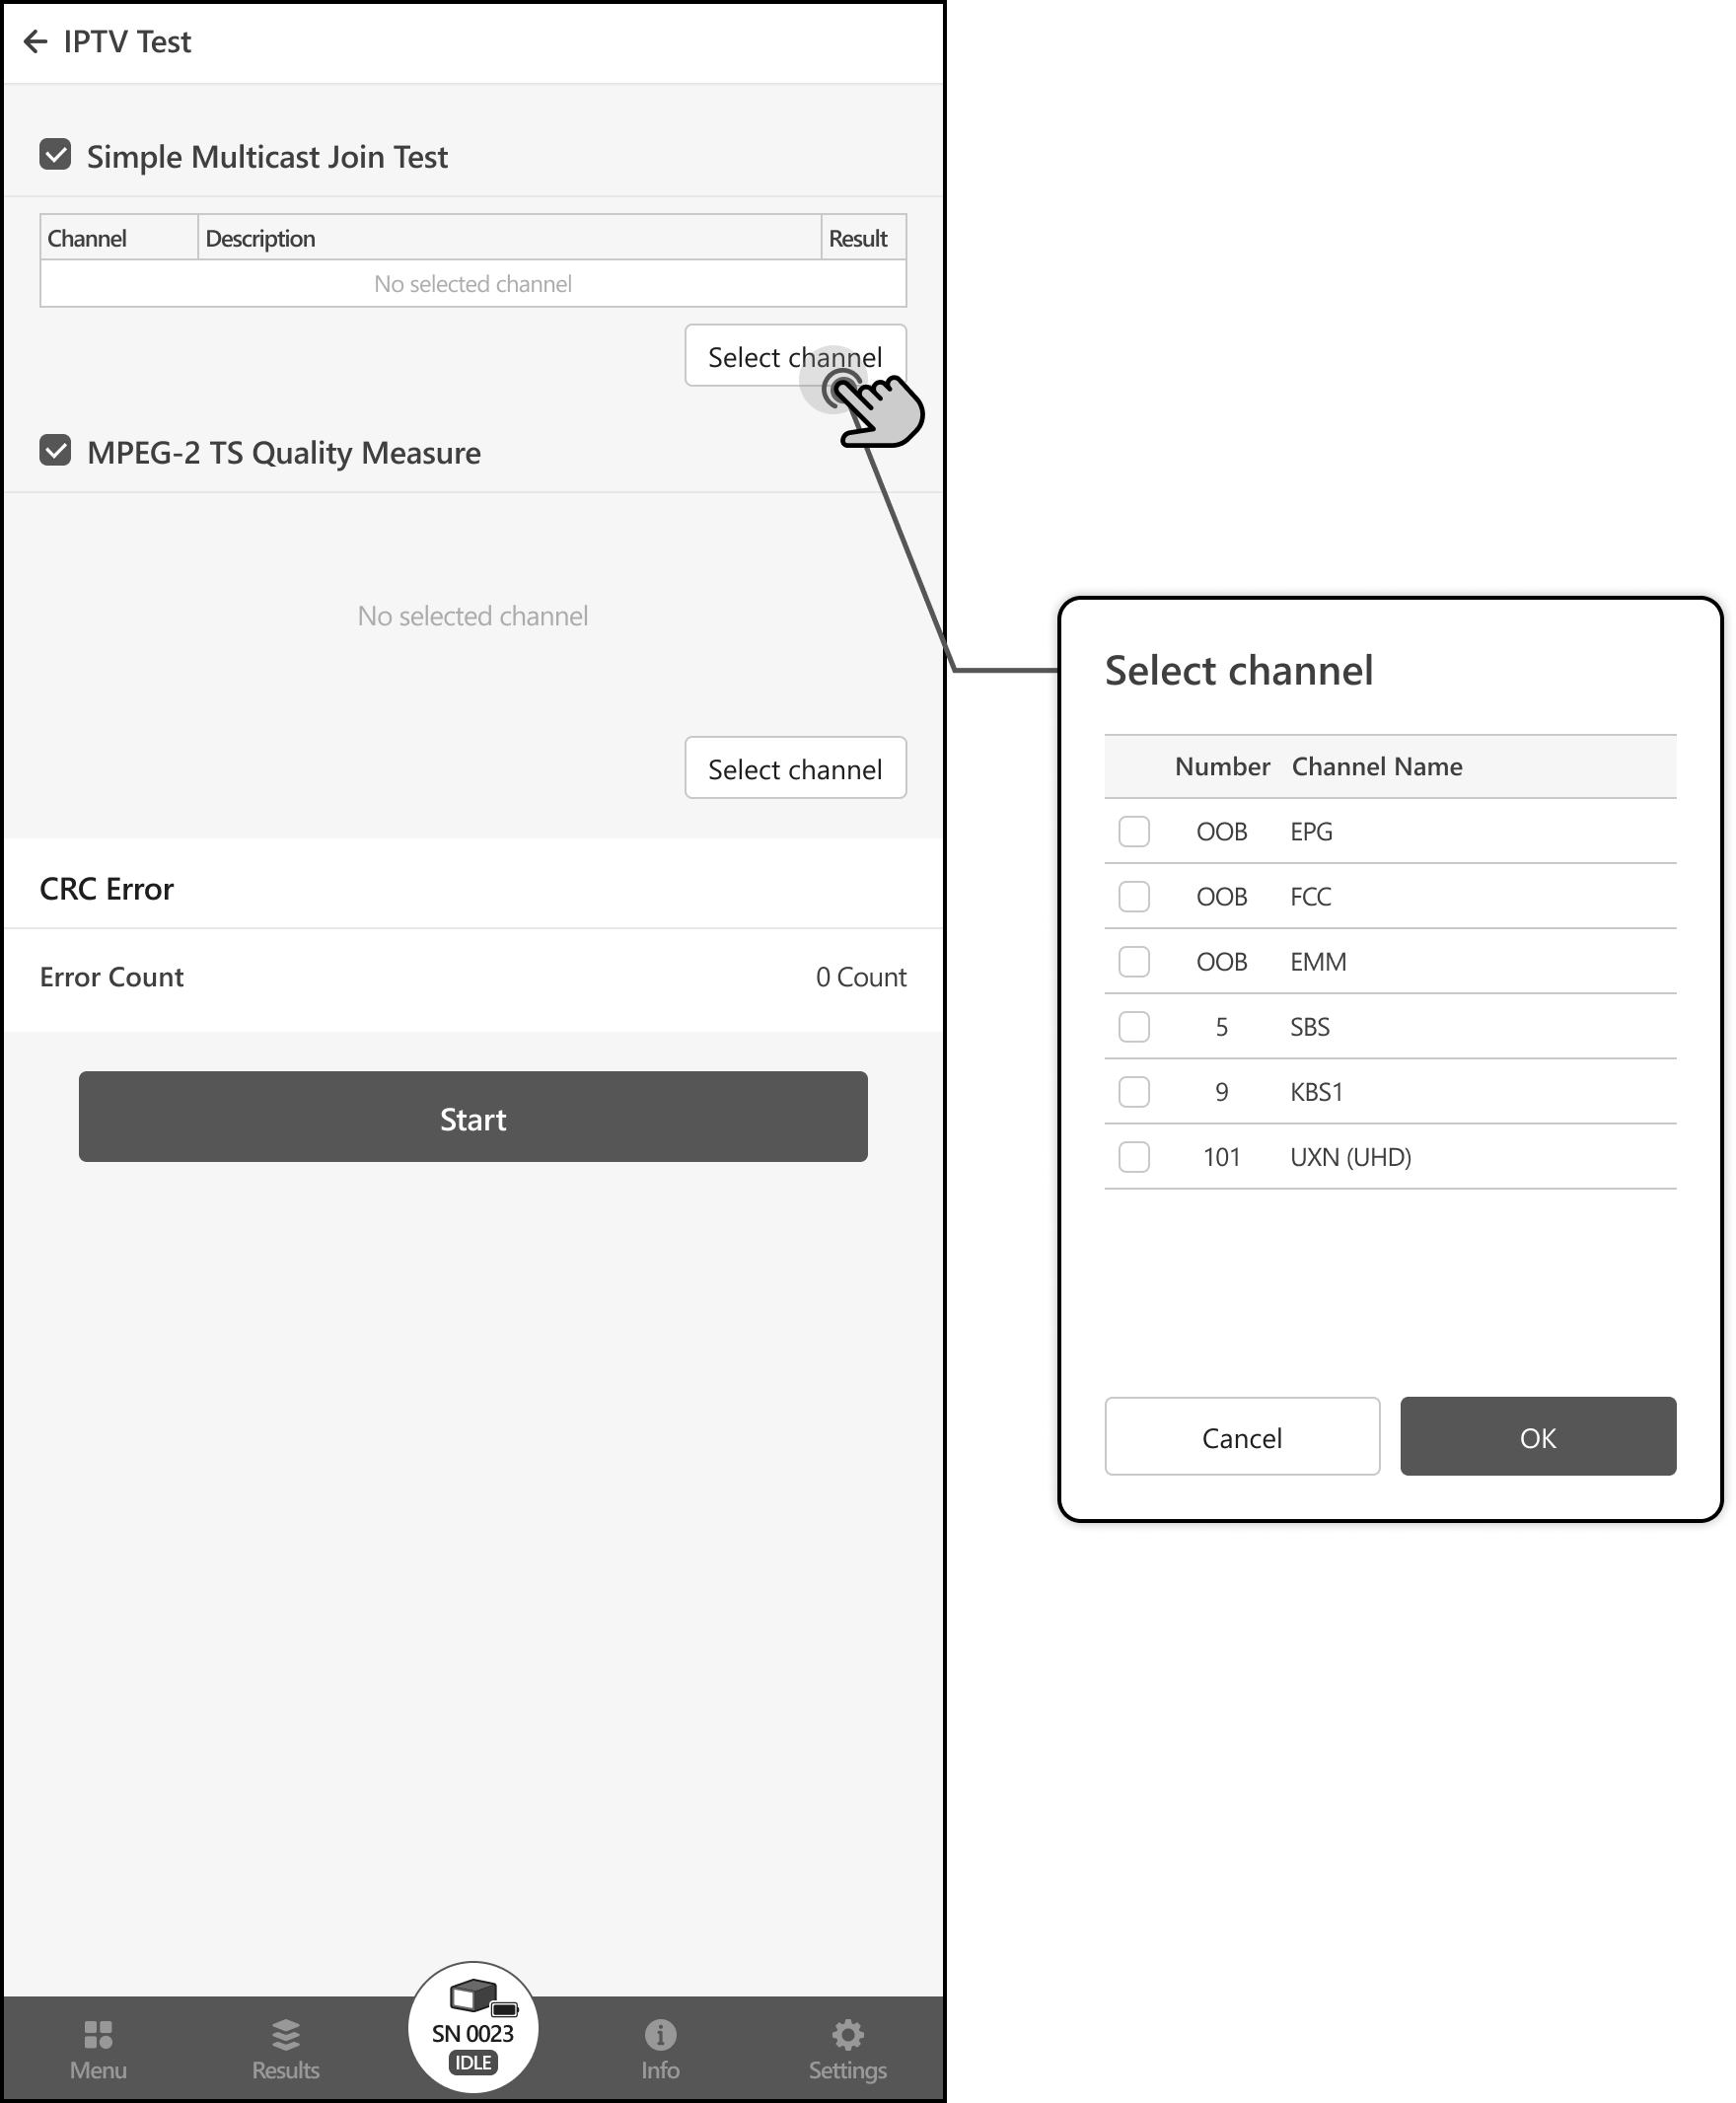 IPTV Test
Simple Multicast Join Test
Channel Description Result
No selected channel
Select channel
MPEG-2 TS Quality Measure
No selected channel
Select channel
CRC Error
Error Count 0 Count
Start
SN 0023
IDLE
Menu Results Info Settings
Select channel
Number Channel Name
OOB EPG
OOB FCC
OOB EMM
5 SBS
9 KBS1
101 UXN (UHD)
Cancel OK